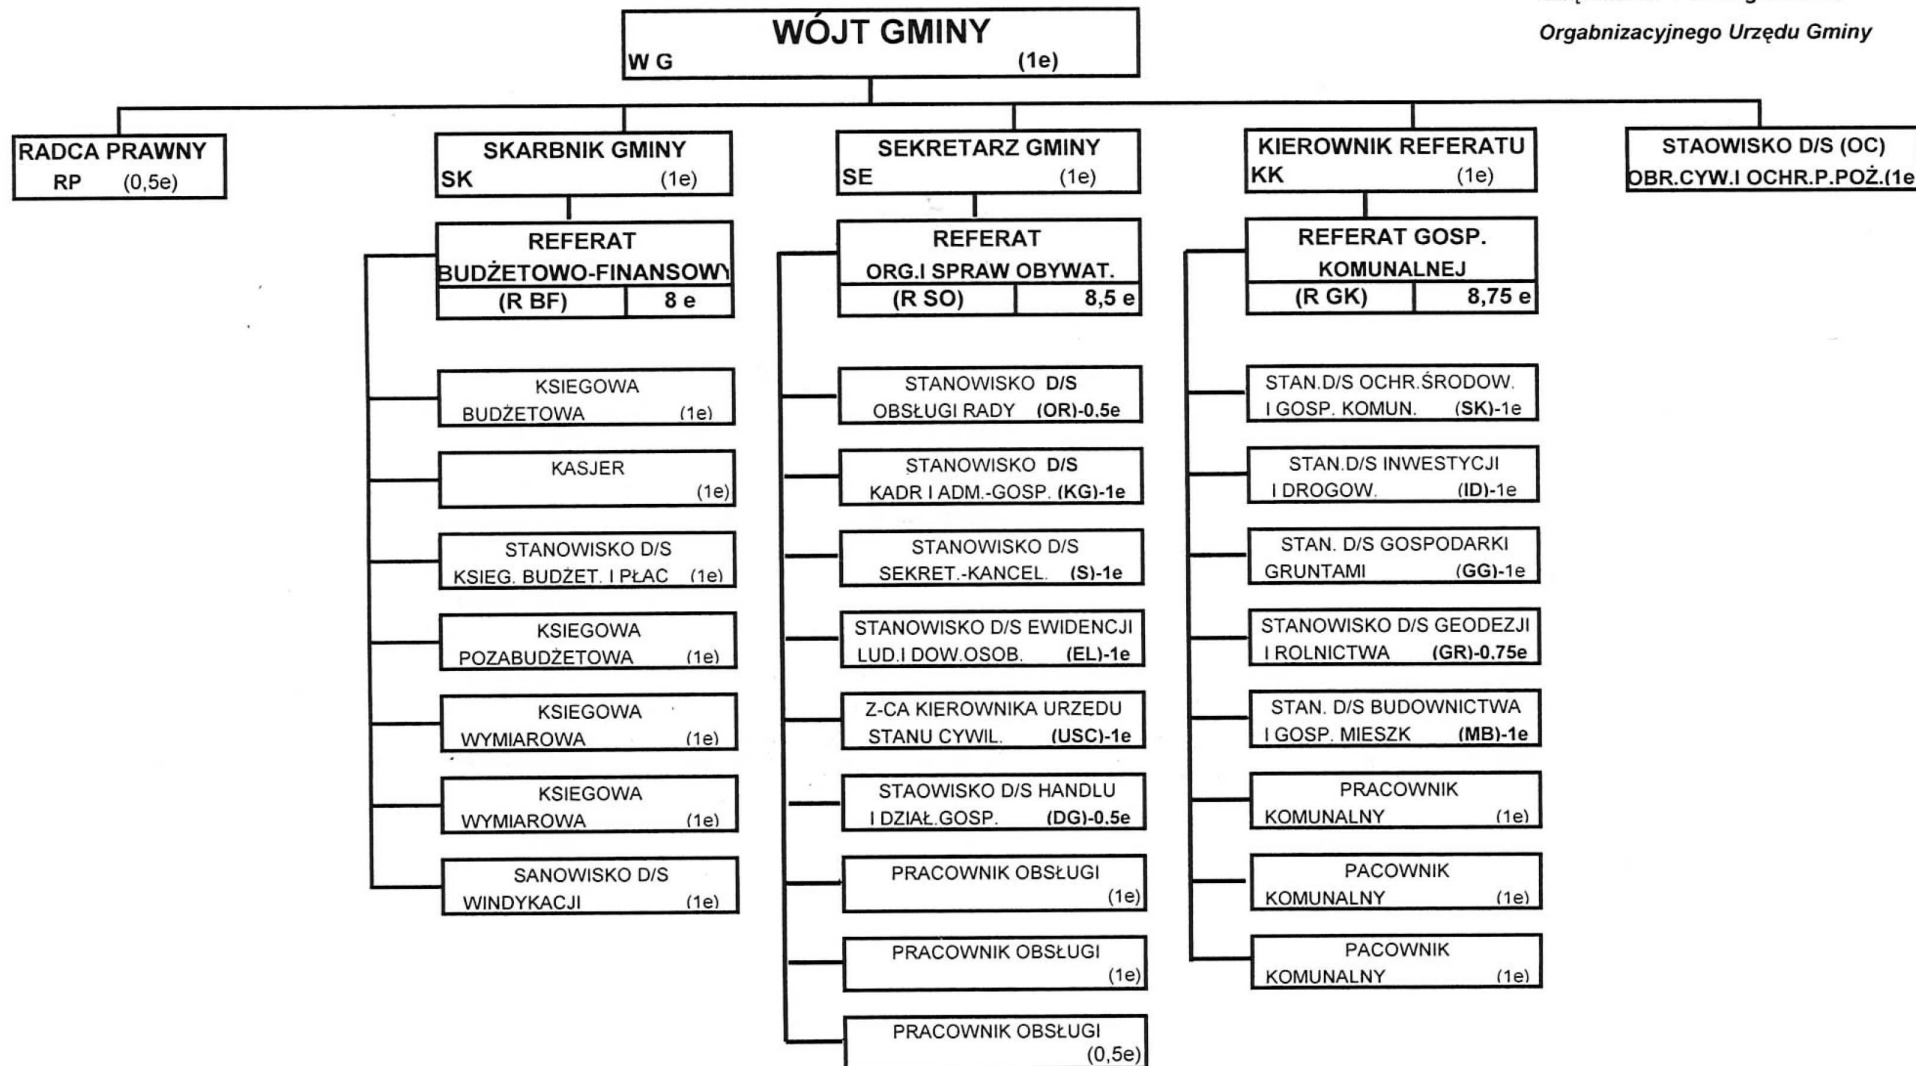 Orgabnizacyjnego Urzędu Gminy
WÓJT GMINY
W G (1e)
RADCA PRAWNY
RP (0,5e)
SKARBNIK GMINY
SK (1e)
SEKRETARZ GMINY
SE (1e)
KIEROWNIK REFERATU
KK (1e)
STAOWISKO D/S (OC)
OBR.CYW.I OCHR.P.POŻ.(1e
REFERAT
BUDŻETOWO-FINANSOWY
(R BF) 8 e
KSIEGOWA
BUDŻETOWA (1e)
KASJER
(1e)
STANOWISKO D/S
KSIEG. BUDŻET. I PŁAC (1e)
KSIEGOWA
POZABUDŻETOWA (1e)
KSIEGOWA
WYMIAROWA (1e)
KSIEGOWA
WYMIAROWA (1e)
SANOWISKO D/S
WINDYKACJI (1e)
REFERAT
ORG.I SPRAW OBYWAT.
(R SO) 8,5 e
STANOWISKO D/S
OBSŁUGI RADY (OR)-0,5e
STANOWISKO D/S
KADR I ADM.-GOSP. (KG)-1e
STANOWISKO D/S
SEKRET.-KANCEL. (S)-1e
STANOWISKO D/S EWIDENCJI
LUD.I DOW.OSOB. (EL)-1e
Z-CA KIEROWNIKA URZEDU
STANU CYWIL. (USC)-1e
STAOWISKO D/S HANDLU
I DZIAŁ.GOSP. (DG)-0,5e
PRACOWNIK OBSŁUGI
(1e)
PRACOWNIK OBSŁUGI
(1e)
PRACOWNIK OBSŁUGI
(0,5e)
REFERAT GOSP.
KOMUNALNEJ
(R GK) 8,75 e
STAN.D/S OCHR.ŚRODOW.
I GOSP. KOMUN. (SK)-1e
STAN.D/S INWESTYCJI
I DROGOW. (ID)-1e
STAN. D/S GOSPODARKI
GRUNTAMI (GG)-1e
STANOWISKO D/S GEODEZJI
I ROLNICTWA (GR)-0,75e
STAN. D/S BUDOWNICTWA
I GOSP. MIESZK (MB)-1e
PRACOWNIK
KOMUNALNY (1e)
PACOWNIK
KOMUNALNY (1e)
PACOWNIK
KOMUNALNY (1e)